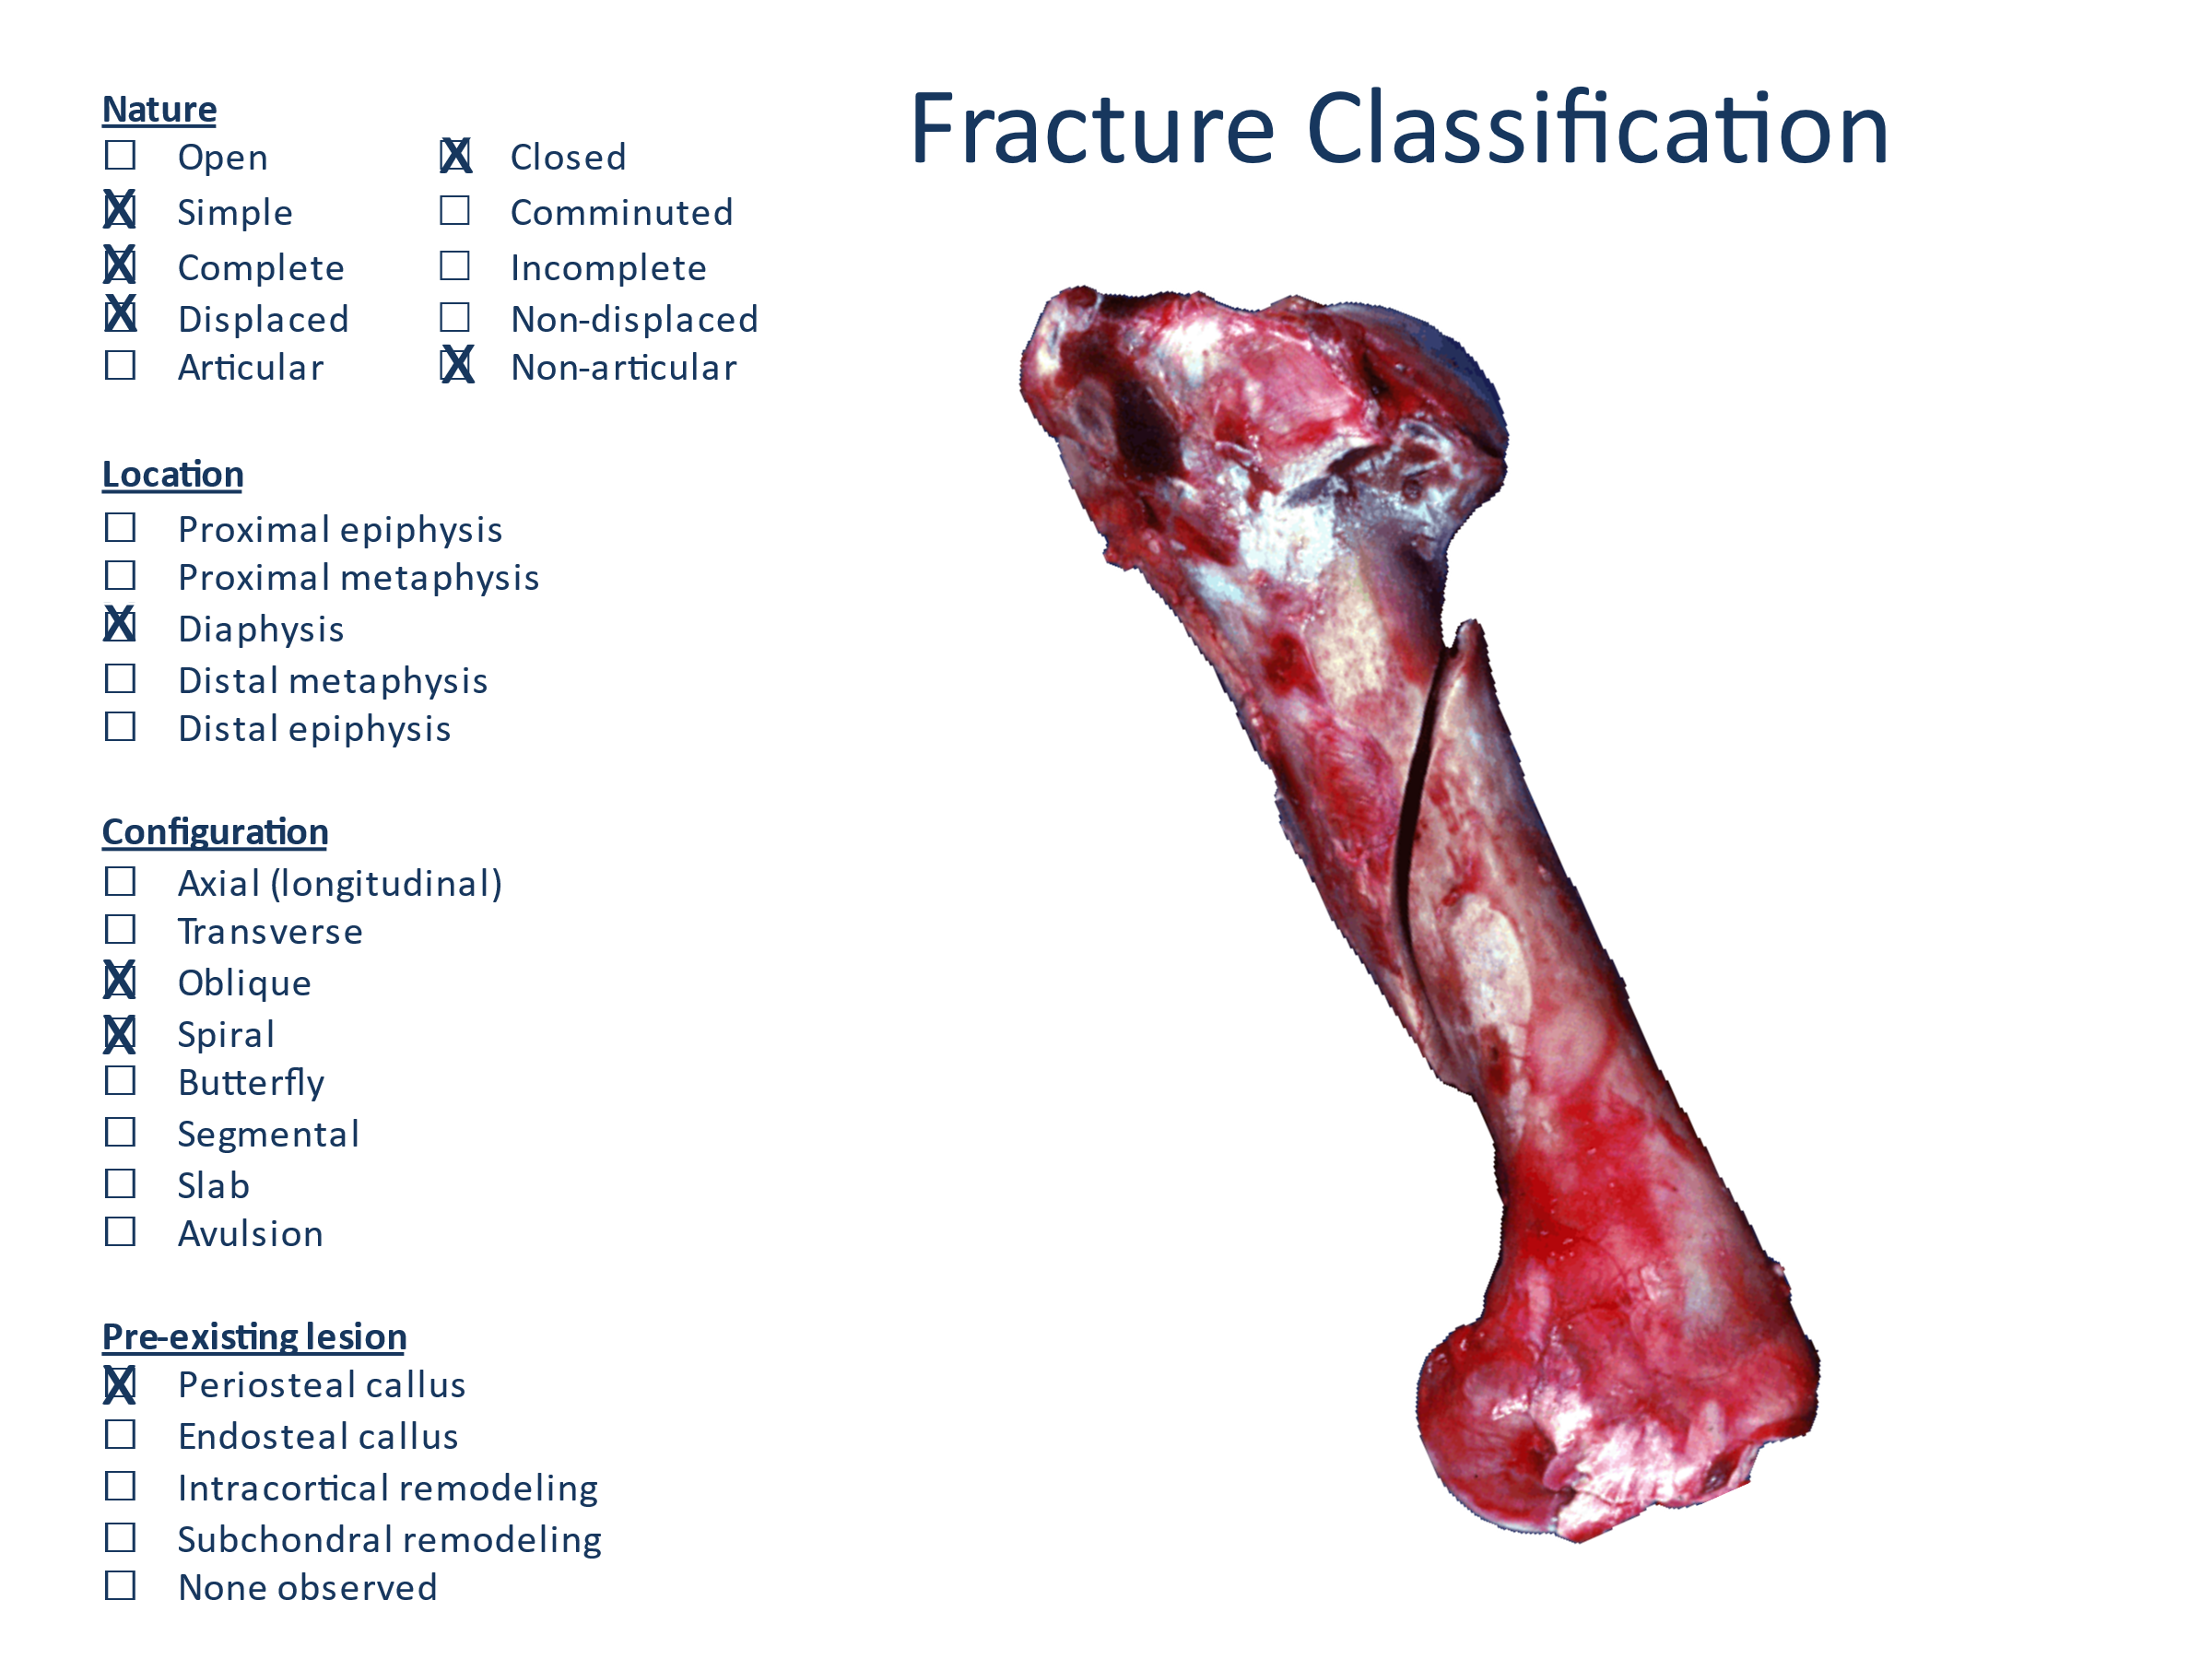 Fracture Classification
Nature
☐ Open ☒ Closed
☒ Simple ☐ Comminuted
☒ Complete ☐ Incomplete
☒ Displaced ☐ Non-displaced
☐ Articular ☒ Non-articular
Location
☐ Proximal epiphysis
☐ Proximal metaphysis
☒ Diaphysis
☐ Distal metaphysis
☐ Distal epiphysis
Configuration
☐ Axial (longitudinal)
☐ Transverse
☒ Oblique
☒ Spiral
☐ Butterfly
☐ Segmental
☐ Slab
☐ Avulsion
Pre-existing lesion
☒ Periosteal callus
☐ Endosteal callus
☐ Intracortical remodeling
☐ Subchondral remodeling
☐ None observed